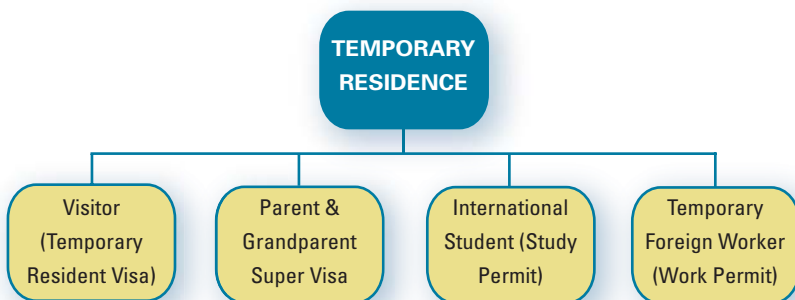 TEMPORARY
RESIDENCE
Visitor
(Temporary
Resident Visa)
Parent &
Grandparent
Super Visa
International
Student (Study
Permit)
Temporary
Foreign Worker
(Work Permit)